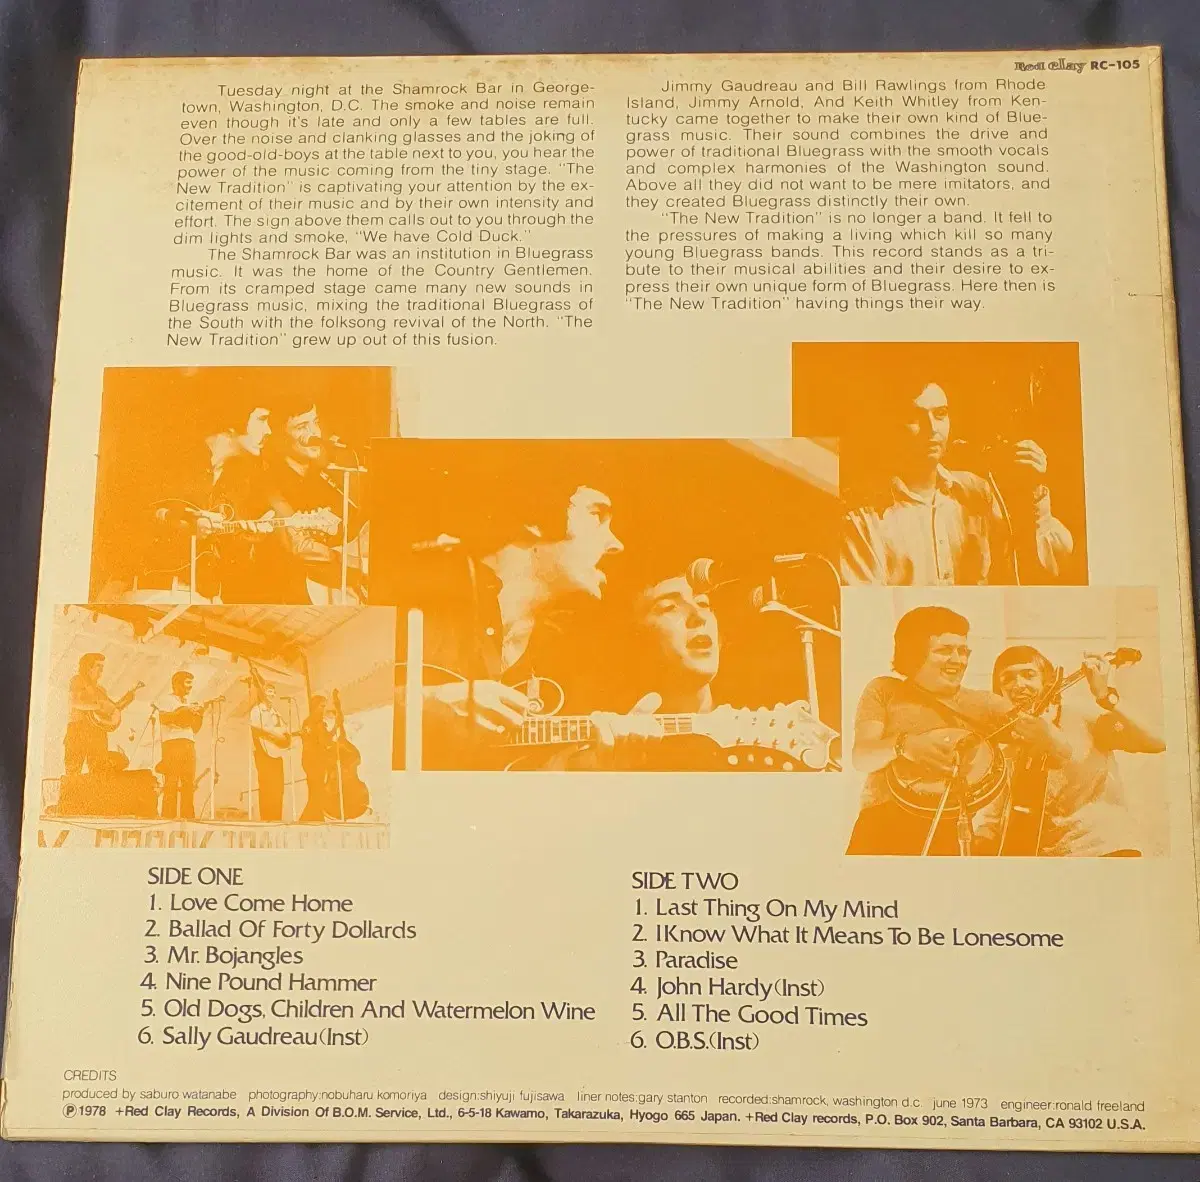 Red Clay RC-105
Tuesday night at the Shamrock Bar in George-
town, Washington, D.C. The smoke and noise remain
even though it's late and only a few tables are full.
Over the noise and clanking glasses and the joking of
the good-old-boys at the table next to you, you hear the
power of the music coming from the tiny stage. "The
New Tradition" is captivating your attention by the ex-
citement of their music and by their own intensity and
effort. The sign above them calls out to you through the
dim lights and smoke, "We have Cold Duck."
The Shamrock Bar was an institution in Bluegrass
music. It was the home of the Country Gentlemen.
From its cramped stage came many new sounds in
Bluegrass music, mixing the traditional Bluegrass of
the South with the folksong revival of the North. "The
New Tradition" grew up out of this fusion.
Jimmy Gaudreau and Bill Rawlings from Rhode
Island, Jimmy Arnold, And Keith Whitley from Ken-
tucky came together to make their own kind of Blue-
grass music. Their sound combines the drive and
power of traditional Bluegrass with the smooth vocals
and complex harmonies of the Washington sound.
Above all they did not want to be mere imitators, and
they created Bluegrass distinctly their own.
"The New Tradition" is no longer a band. It fell to
the pressures of making a living which kill so many
young Bluegrass bands. This record stands as a tri-
bute to their musical abilities and their desire to ex-
press their own unique form of Bluegrass. Here then is
"The New Tradition" having things their way.
SIDE ONE
1. Love Come Home
2. Ballad Of Forty Dollards
3. Mr. Bojangles
4. Nine Pound Hammer
5. Old Dogs, Children And Watermelon Wine
6. Sally Gaudreau(Inst)
SIDE TWO
1. Last Thing On My Mind
2. I Know What It Means To Be Lonesome
3. Paradise
4. John Hardy(Inst)
5. All The Good Times
6. O.B.S.(Inst)
CREDITS
produced by saburo watanabe photography:nobuharu komoriya design:shiyuji fujisawa liner notes:gary stanton recorded:shamrock, washington d.c. june 1973 engineer:ronald freeland
Ⓟ1978 +Red Clay Records, A Division Of B.O.M. Service, Ltd., 6-5-18 Kawamo, Takarazuka, Hyogo 665 Japan. +Red Clay records, P.O. Box 902, Santa Barbara, CA 93102 U.S.A.